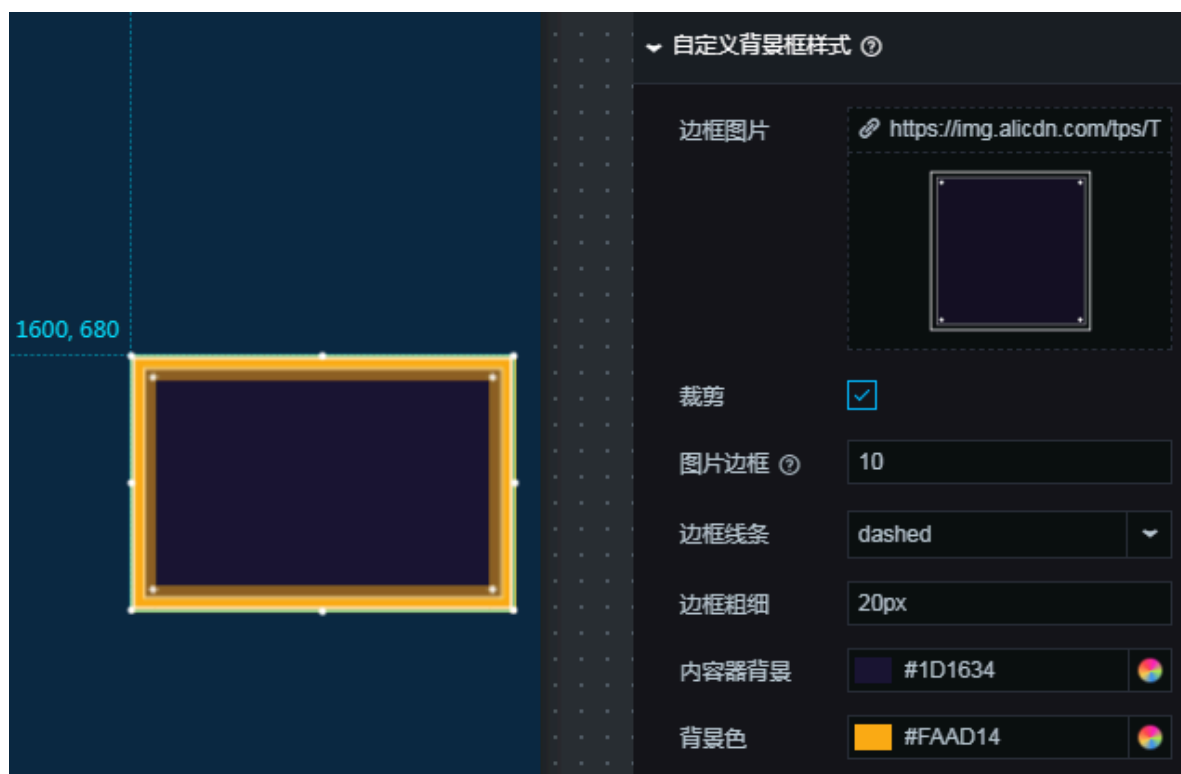 自定义背景框样式
边框图片
https://img.alicdn.com/tps/T
1600, 680
裁剪
图片边框
10
边框线条
dashed
边框粗细
20px
内容器背景
#1D1634
背景色
#FAAD14